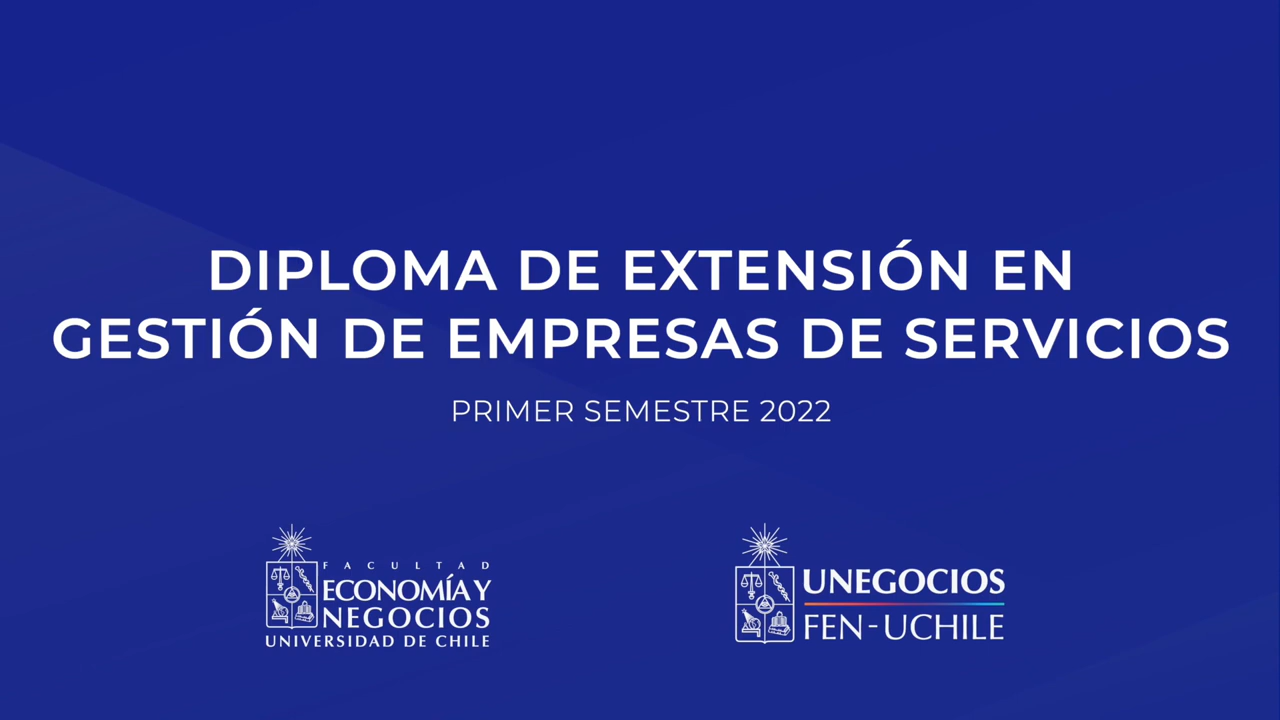 DIPLOMA DE EXTENSIÓN EN
GESTIÓN DE EMPRESAS DE SERVICIOS
PRIMER SEMESTRE 2022
FACULTAD
ECONOMÍA Y
NEGOCIOS
UNIVERSIDAD DE CHILE
UNEGOCIOS
FEN-UCHILE